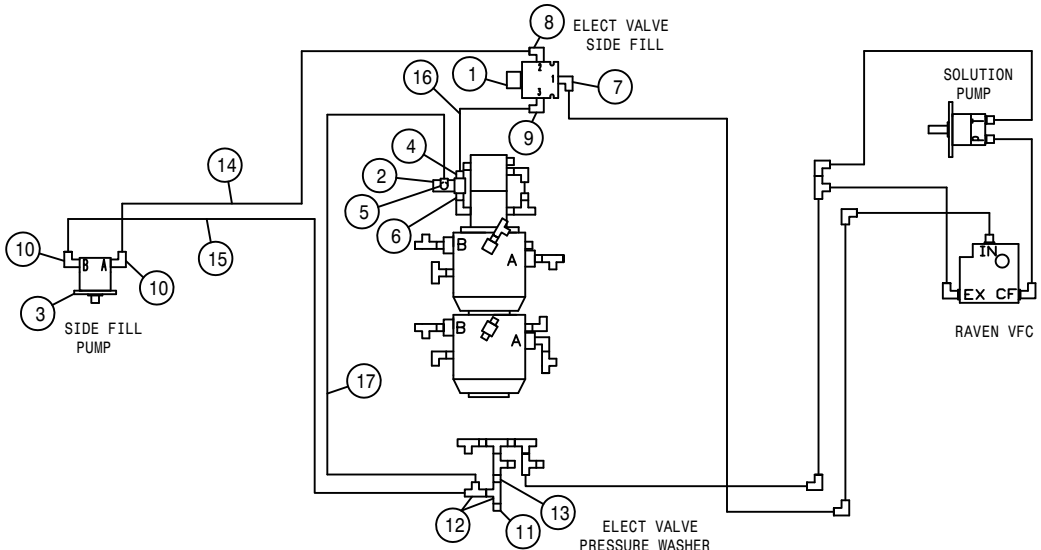 8
ELECT VALVE
SIDE FILL
1
2
1
3
7
16
9
SOLUTION
PUMP
4
2
5
6
14
15
10
B A
10
3
SIDE FILL
PUMP
B
A
B
A
IN
EX CF
RAVEN VFC
17
12
11
13
ELECT VALVE
PRESSURE WASHER